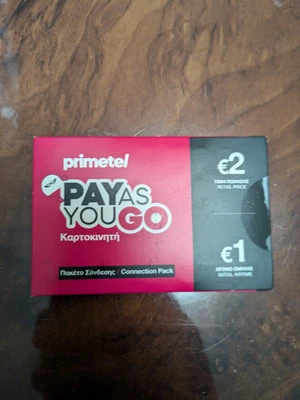 primetel
PAY AS
YOU GO
Καρτοκινητή
Πακέτο Σύνδεσης / Connection Pack
€2
ΤΙΜΗ ΠΩΛΗΣΗΣ
RETAIL PRICE
€1
ΧΡΟΝΟΣ ΟΜΙΛΙΑΣ
INITIAL AIRTIME